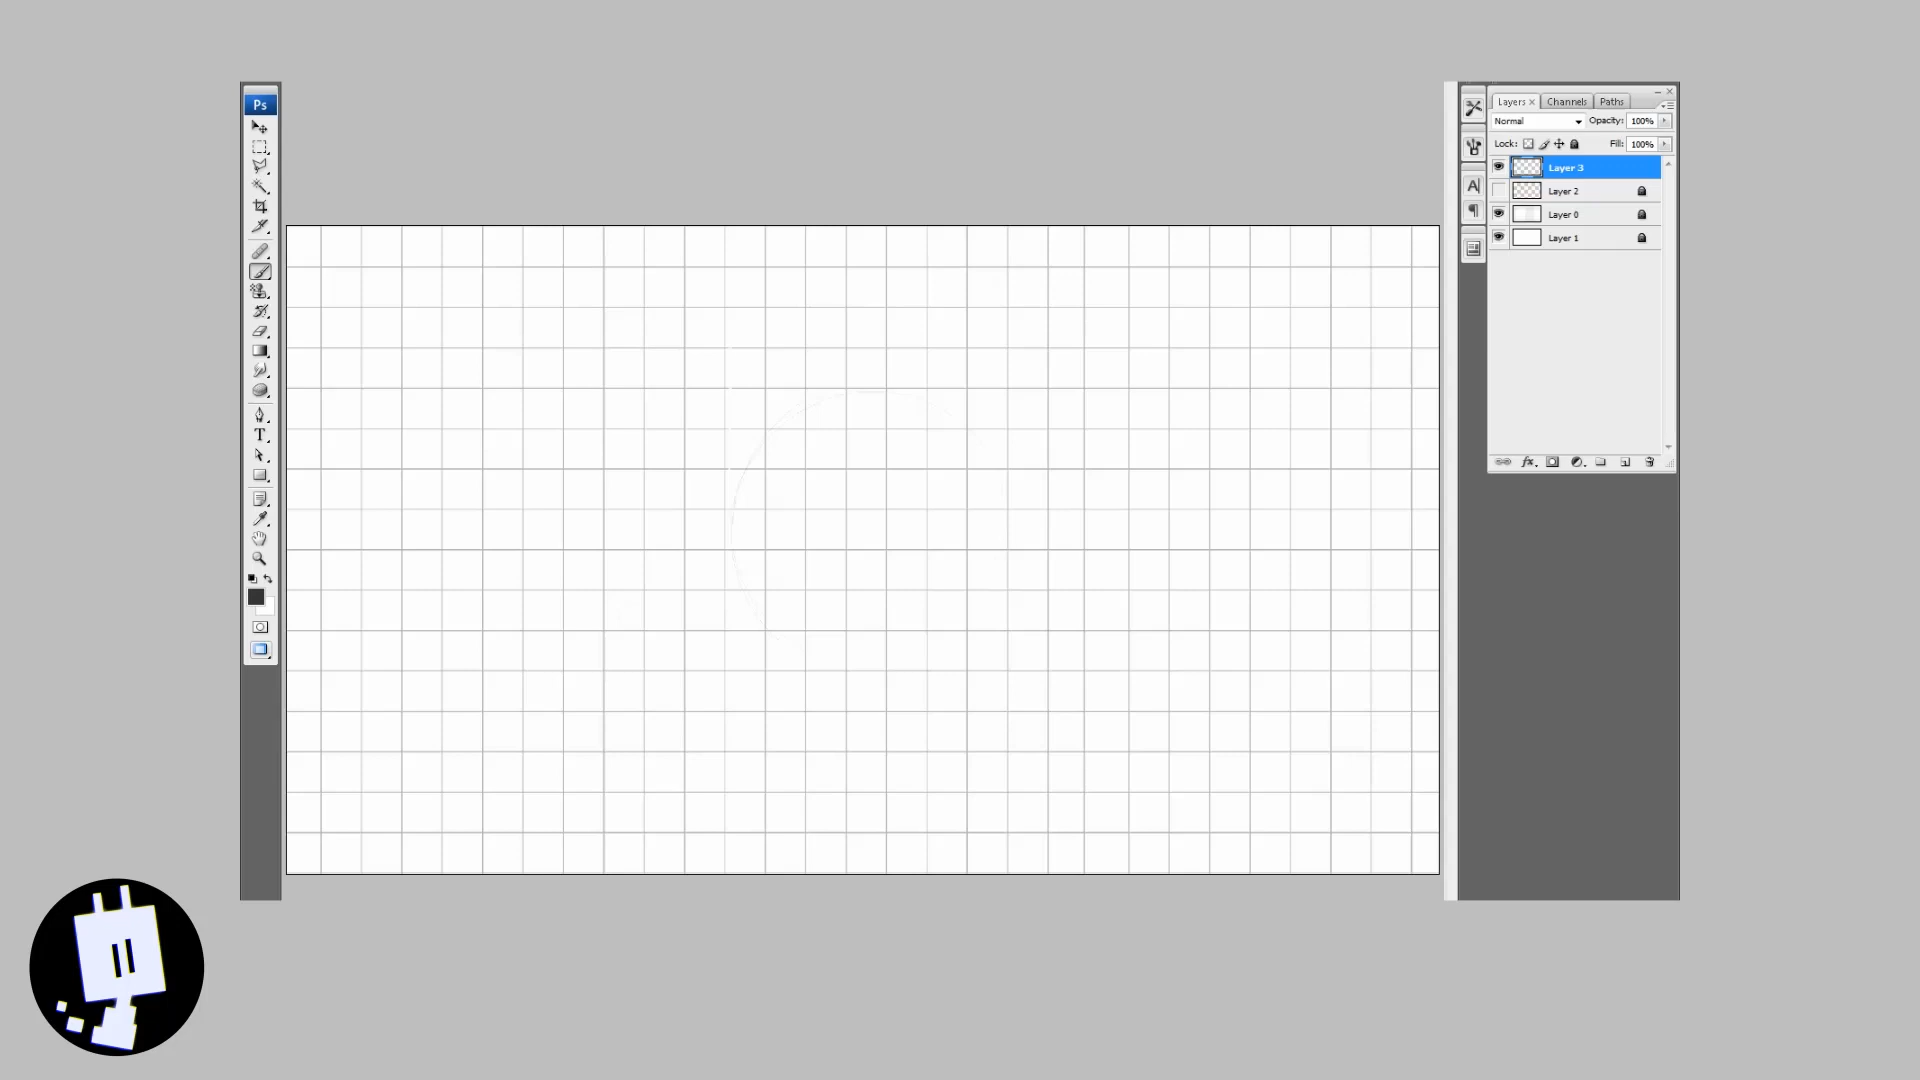 Ps
Layers Channels Paths
Normal Opacity: 100%
Lock: Fill: 100%
Layer 3
Layer 2
Layer 0
Layer 1
T
A
fx